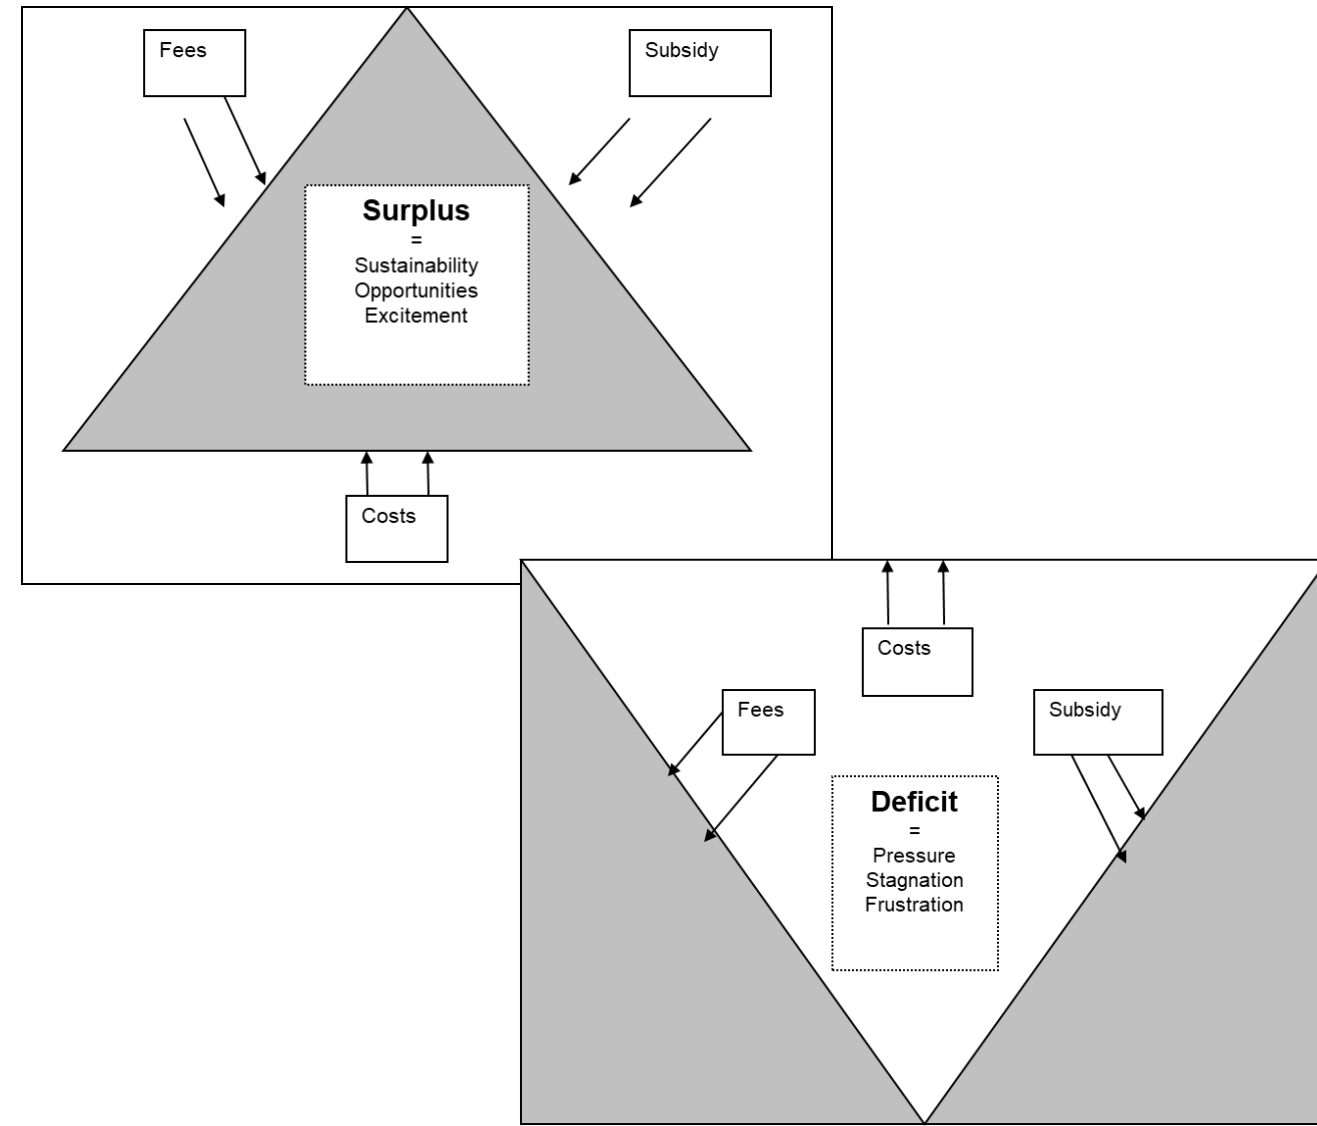 Fees
Subsidy
Surplus
=
Sustainability
Opportunities
Excitement
Costs
Costs
Fees
Subsidy
Deficit
=
Pressure
Stagnation
Frustration